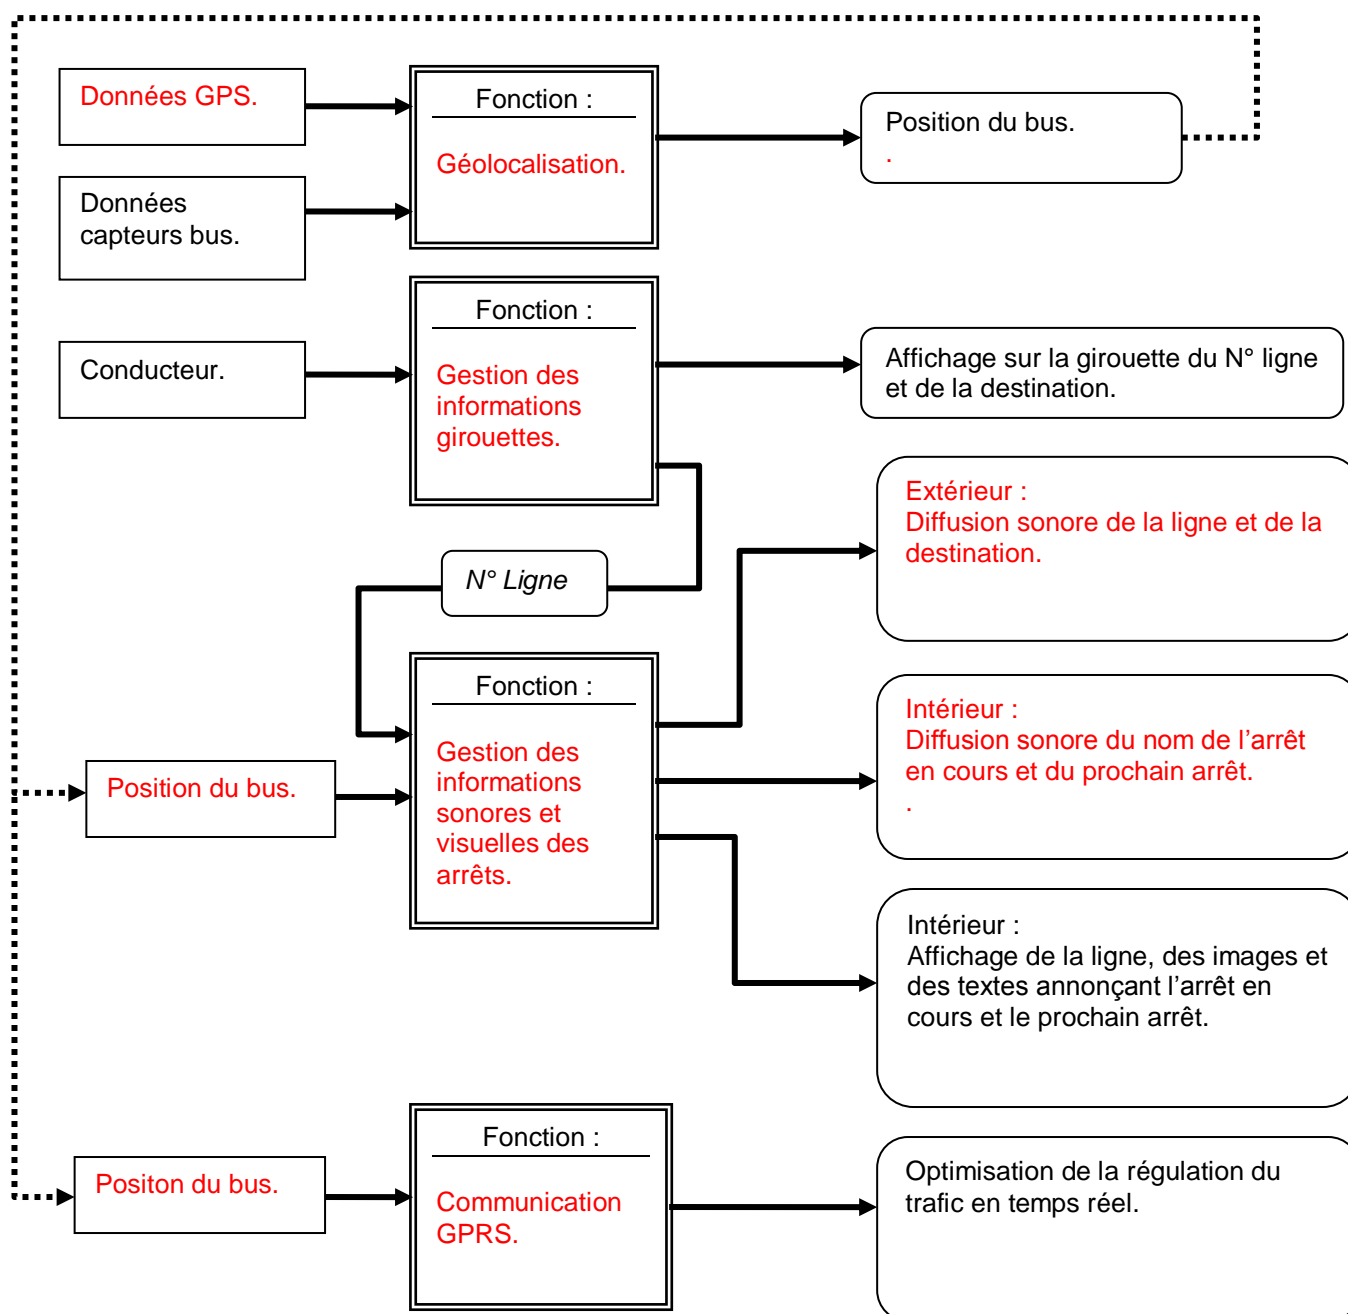 Données GPS.
Fonction :
Géolocalisation.
Position du bus.
.
Données
capteurs bus.
Fonction :
Conducteur.
Gestion des
informations
girouettes.
Affichage sur la girouette du N° ligne
et de la destination.
Extérieur :
Diffusion sonore de la ligne et de la
destination.
N° Ligne
Fonction :
Position du bus.
Gestion des
informations
sonores et
visuelles des
arrêts.
Intérieur :
Diffusion sonore du nom de l’arrêt
en cours et du prochain arrêt.
.
Intérieur :
Affichage de la ligne, des images et
des textes annonçant l’arrêt en
cours et le prochain arrêt.
Positon du bus.
Fonction :
Communication
GPRS.
Optimisation de la régulation du
trafic en temps réel.